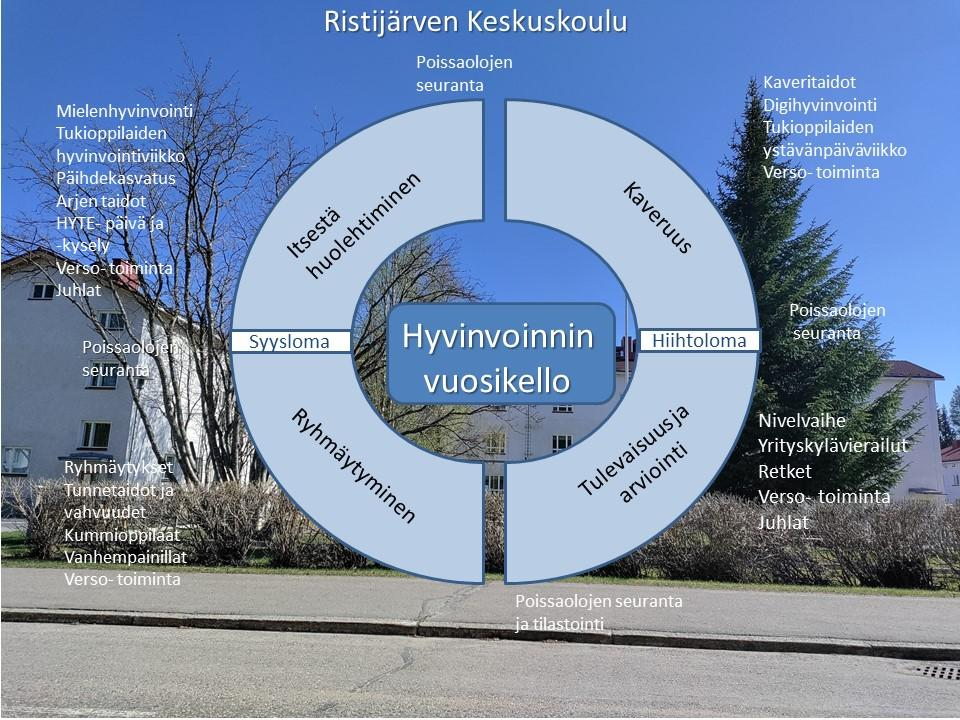 Ristijärven Keskuskoulu
Poissaolojen
seuranta
Mielenhyvinvointi
Tukioppilaiden
hyvinvointiviikko
Päihdekasvatus
Arjen taidot
HYTE- päivä ja
-kysely
Verso- toiminta
Juhlat
Kaveritaidot
Digihyvinvointi
Tukioppilaiden
ystävänpäiväviikko
Verso- toiminta
Itsestä
huolehtiminen
Kaveruus
Poissaolojen
seuranta
Syysloma
Hyvinvoinnin
vuosikello
Hiihtoloma
Poissaolojen
seuranta
Ryhmäytyminen
Tulevaisuus ja
arviointi
Ryhmäytykset
Tunnetaidot ja
vahvuudet
Kummioppilaat
Vanhempainillat
Verso- toiminta
Nivelvaihe
Yrityskylävierailut
Retket
Verso- toiminta
Juhlat
Poissaolojen seuranta
ja tilastointi